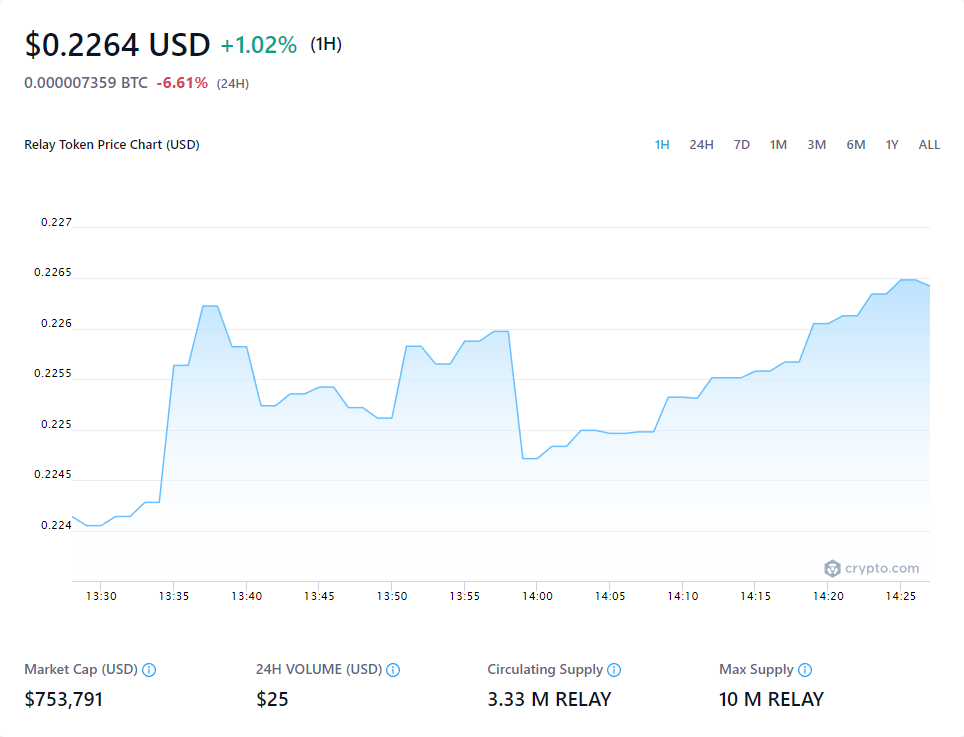 $0.2264 USD +1.02% (1H)
0.000007359 BTC -6.61% (24H)
Relay Token Price Chart (USD)
1H 24H 7D 1M 3M 6M 1Y ALL
0.227
0.2265
0.226
0.2255
0.225
0.2245
0.224
crypto.com
13:30 13:35 13:40 13:45 13:50 13:55 14:00 14:05 14:10 14:15 14:20 14:25
Market Cap (USD) 24H VOLUME (USD) Circulating Supply Max Supply
$753,791 $25 3.33 M RELAY 10 M RELAY